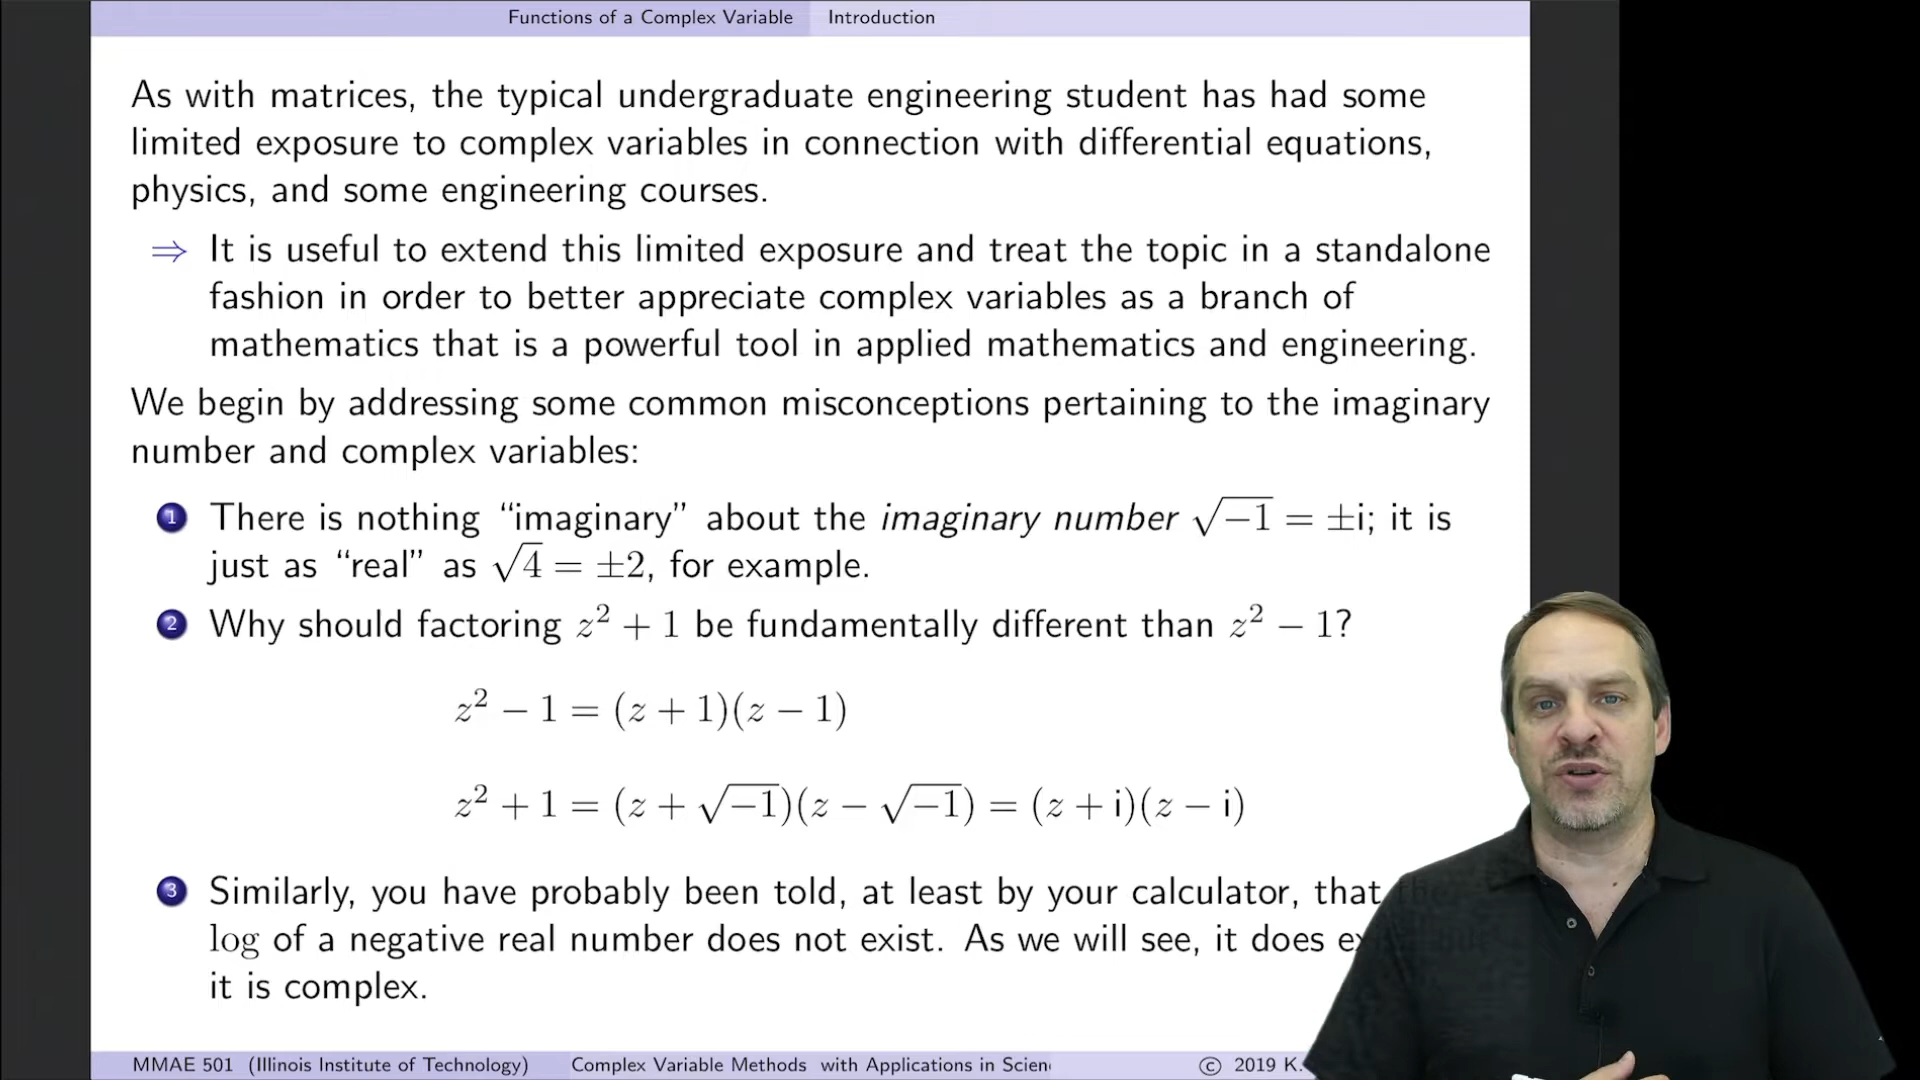 Functions of a Complex Variable Introduction
As with matrices, the typical undergraduate engineering student has had some
limited exposure to complex variables in connection with differential equations,
physics, and some engineering courses.
⇒ It is useful to extend this limited exposure and treat the topic in a standalone
fashion in order to better appreciate complex variables as a branch of
mathematics that is a powerful tool in applied mathematics and engineering.
We begin by addressing some common misconceptions pertaining to the imaginary
number and complex variables:
1 There is nothing “imaginary” about the imaginary number √−1 = ±i; it is
just as “real” as √4 = ±2, for example.
2 Why should factoring z² + 1 be fundamentally different than z² − 1?
z² − 1 = (z + 1)(z − 1)
z² + 1 = (z + √−1)(z − √−1) = (z + i)(z − i)
3 Similarly, you have probably been told, at least by your calculator, that the
log of a negative real number does not exist. As we will see, it does
it is complex.
MMAE 501 (Illinois Institute of Technology) Complex Variable Methods with Applications in Scien © 2019 K.